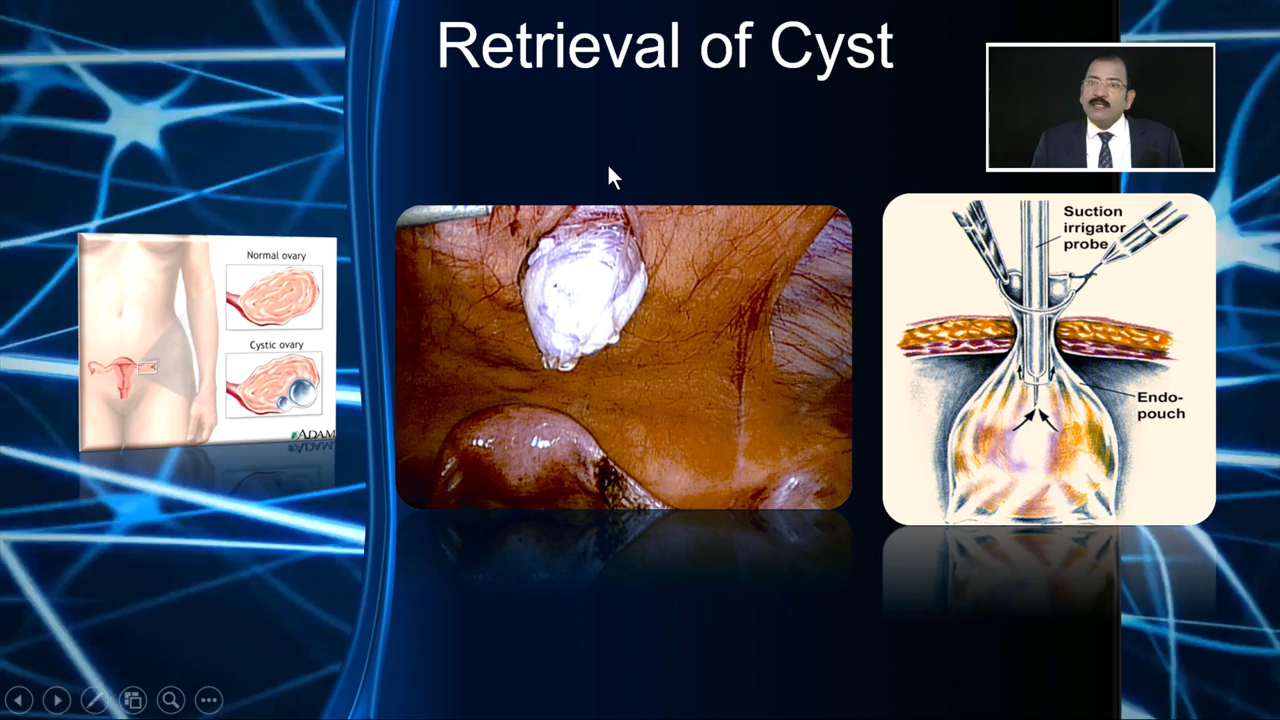 Retrieval of Cyst
Normal ovary
Cystic ovary
ADAM
Suction
irrigator
probe
Endo-
pouch